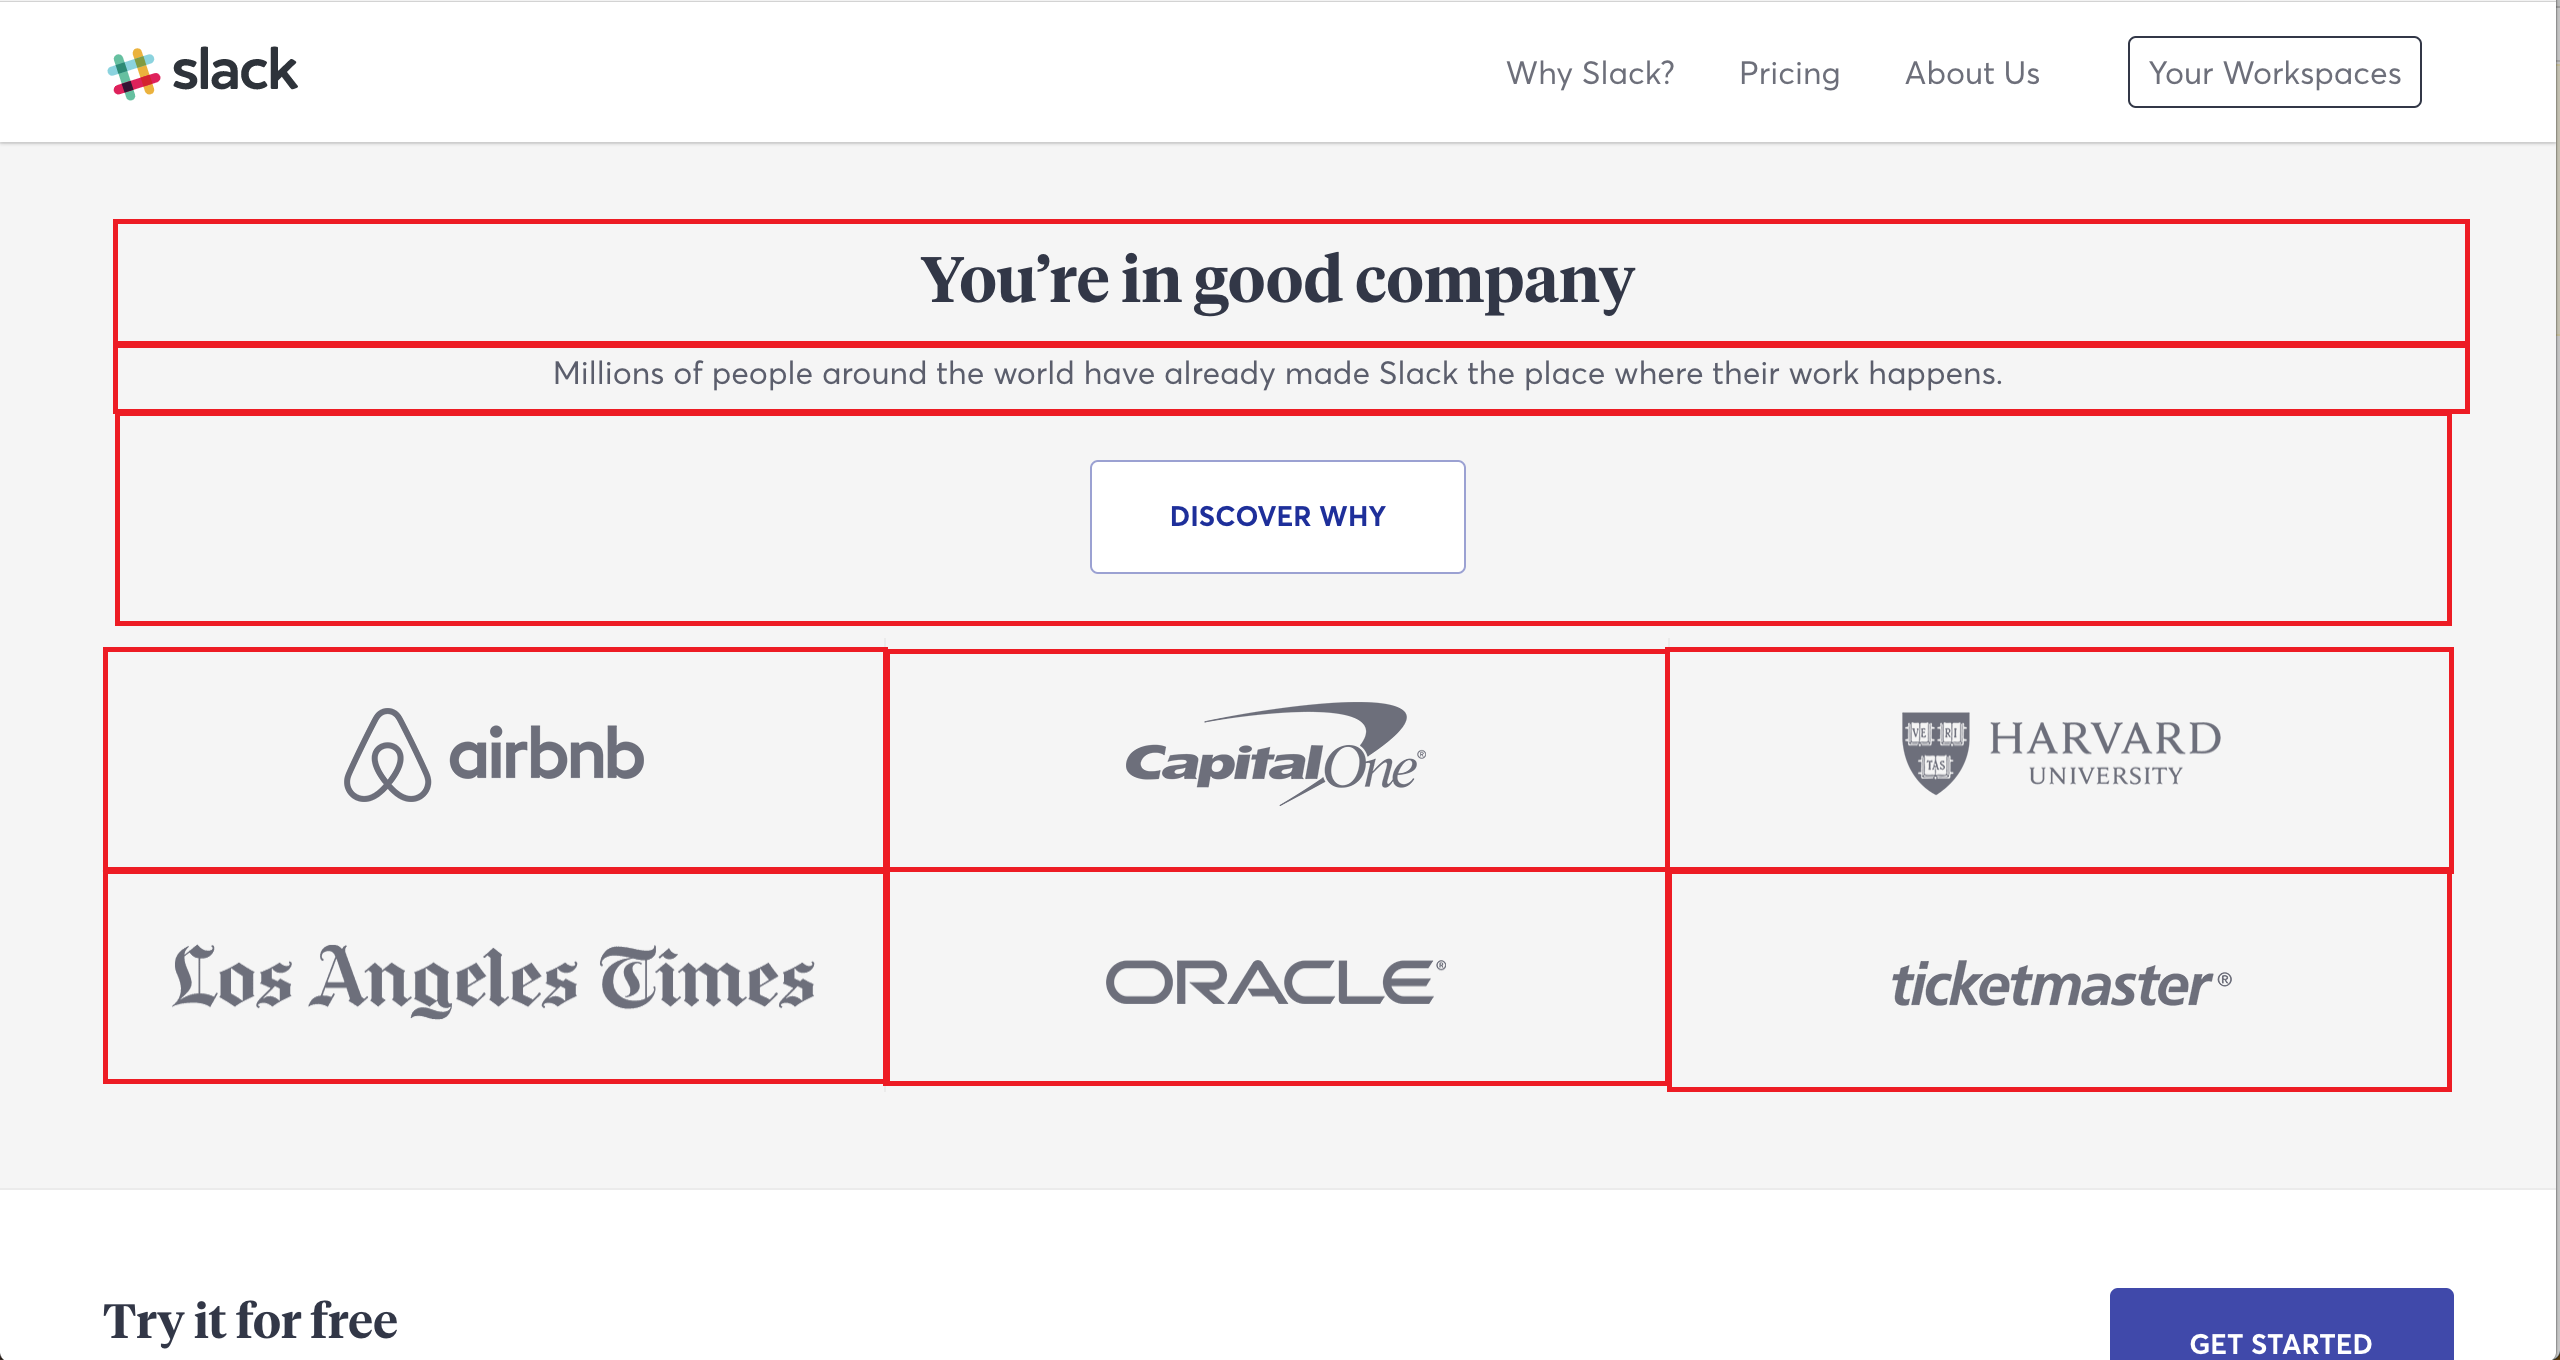 slack
Why Slack? Pricing About Us Your Workspaces
You’re in good company
Millions of people around the world have already made Slack the place where their work happens.
DISCOVER WHY
airbnb
CapitalOne®
VE RI TAS
HARVARD
UNIVERSITY
Los Angeles Times
ORACLE®
ticketmaster®
Try it for free
GET STARTED